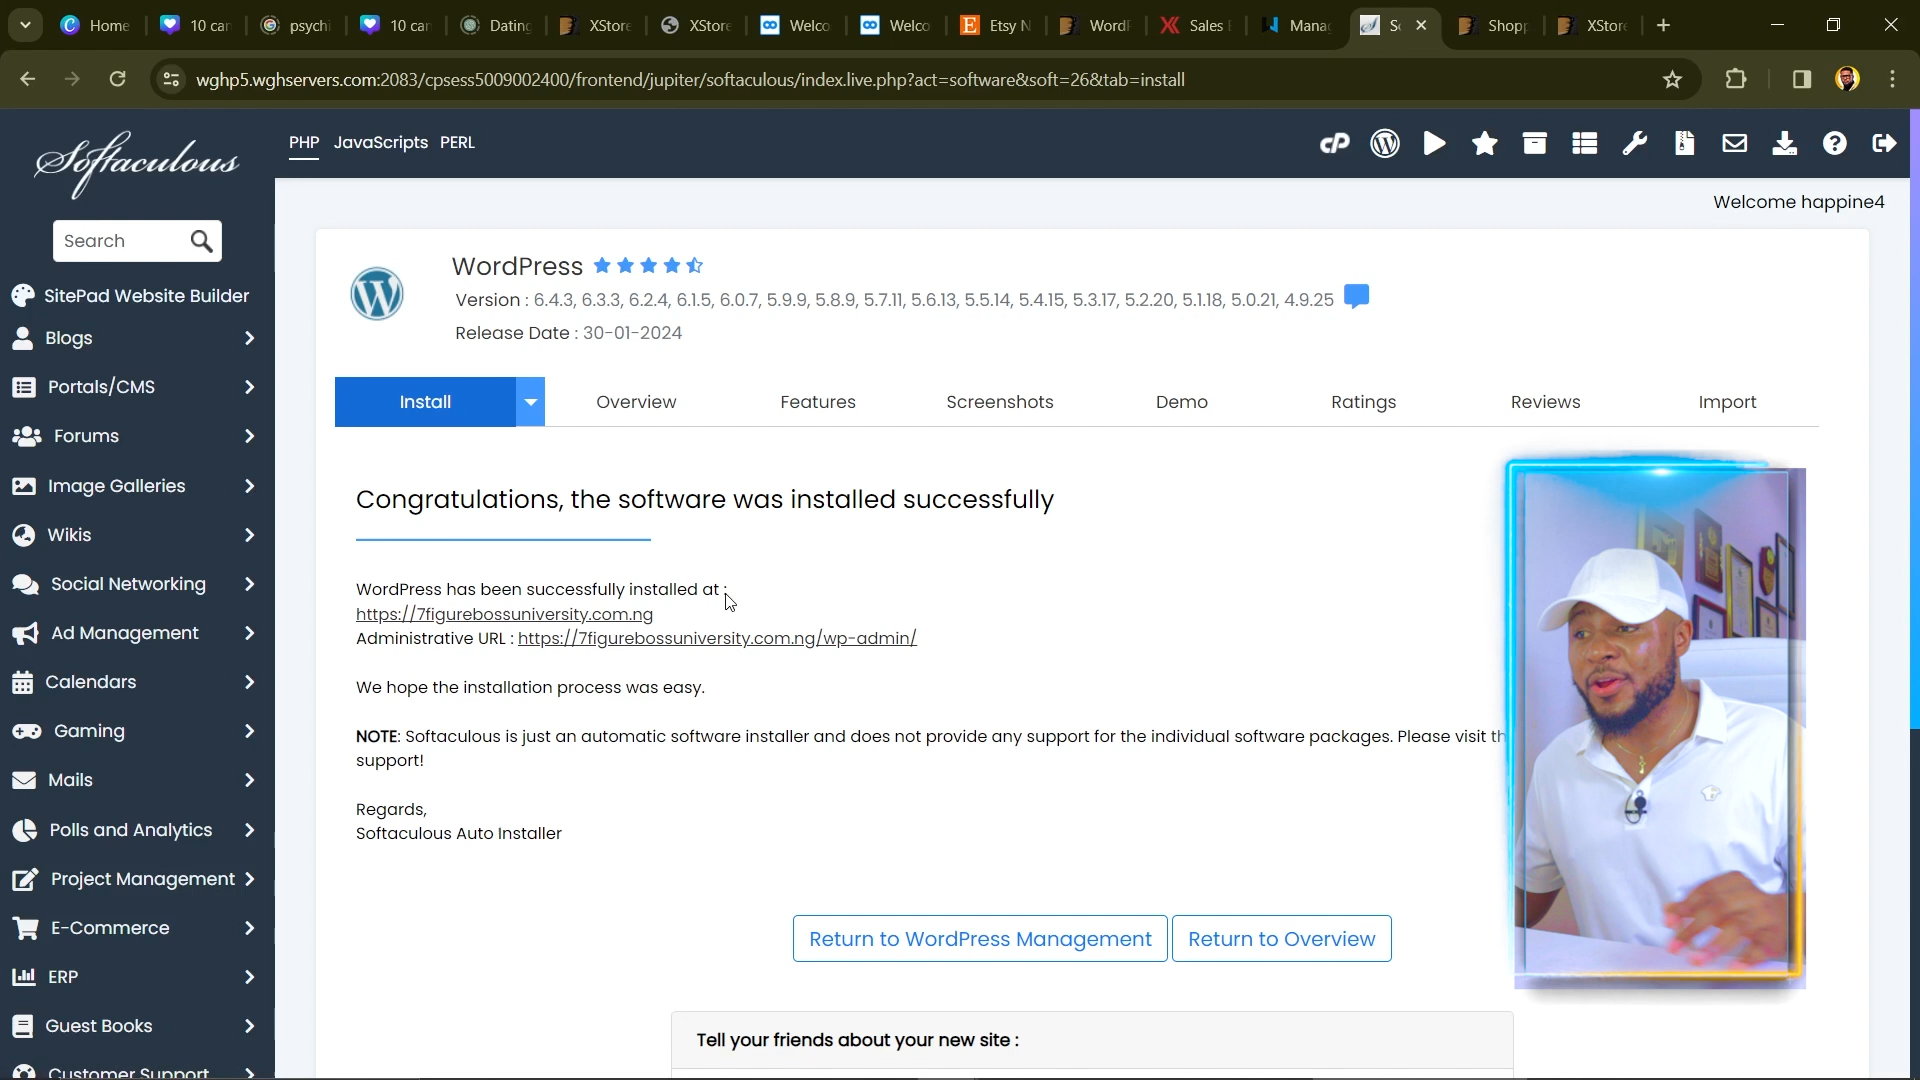 Home
10 can
psychi
10 can
Dating
XStore
XStore
Welco
Welco
Etsy N
WordP
Sales
Mana
Shopp
XStore
wghp5.wghservers.com:2083/cpsess5009002400/frontend/jupiter/softaculous/index.live.php?act=software&soft=26&tab=install
Softaculous
PHP JavaScripts PERL
Welcome happine4
Search
SitePad Website Builder
Blogs
Portals/CMS
Forums
Image Galleries
Wikis
Social Networking
Ad Management
Calendars
Gaming
Mails
Polls and Analytics
Project Management
E-Commerce
ERP
Guest Books
Customer Support
WordPress
Version : 6.4.3, 6.3.3, 6.2.4, 6.1.5, 6.0.7, 5.9.9, 5.8.9, 5.7.11, 5.6.13, 5.5.14, 5.4.15, 5.3.17, 5.2.20, 5.1.18, 5.0.21, 4.9.25
Release Date : 30-01-2024
Install Overview Features Screenshots Demo Ratings Reviews Import
Congratulations, the software was installed successfully
WordPress has been successfully installed at :
https://7figurebossuniversity.com.ng
Administrative URL : https://7figurebossuniversity.com.ng/wp-admin/
We hope the installation process was easy.
NOTE: Softaculous is just an automatic software installer and does not provide any support for the individual software packages. Please visit th
support!
Regards,
Softaculous Auto Installer
Return to WordPress Management Return to Overview
Tell your friends about your new site :